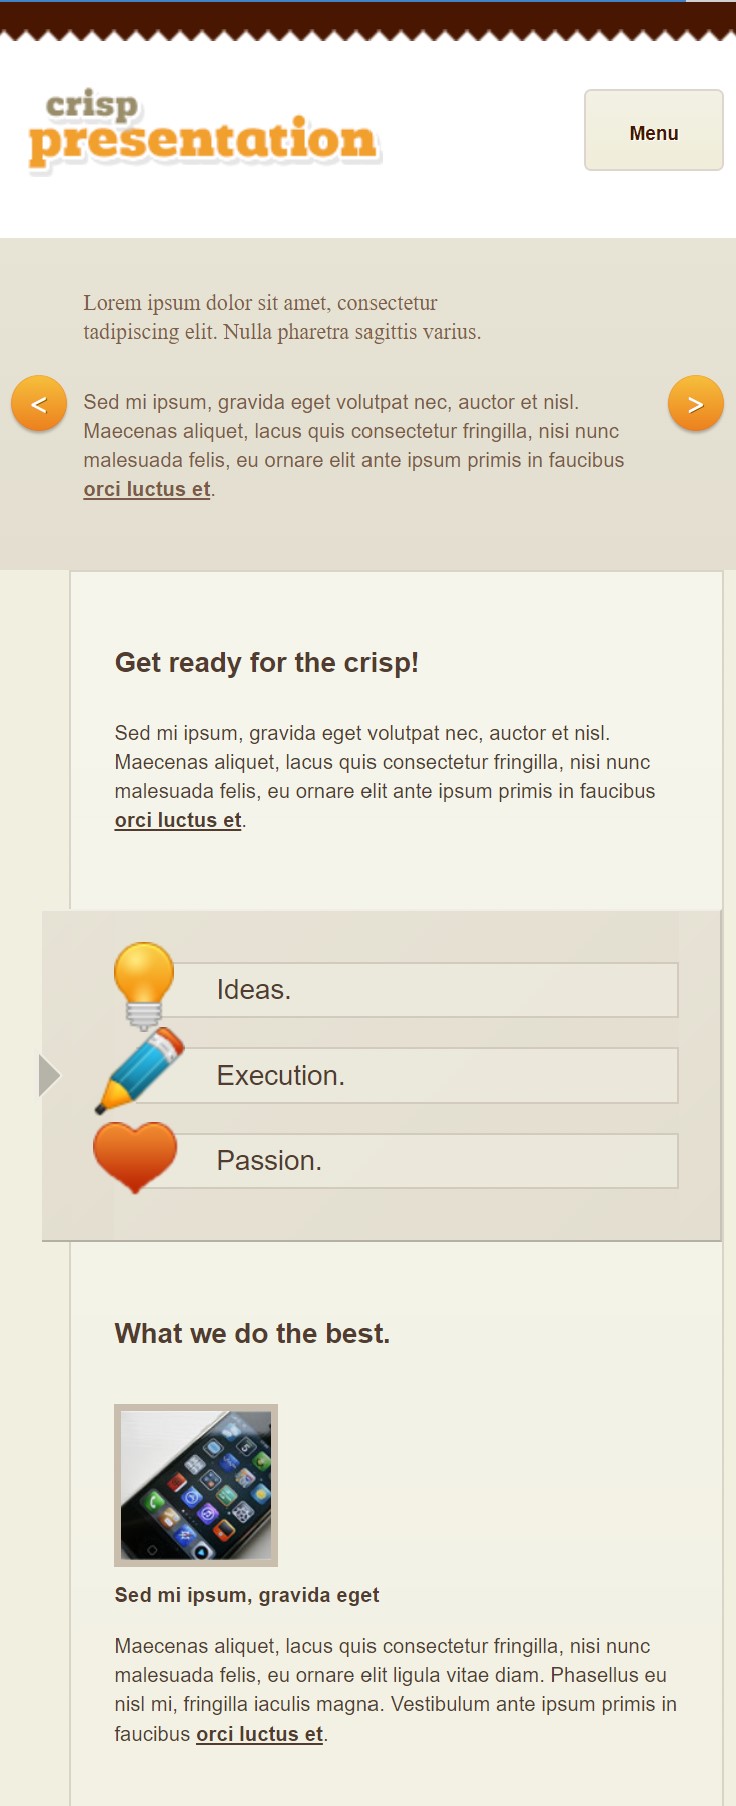 crisp
presentation
Menu
Lorem ipsum dolor sit amet, consectetur
tadipiscing elit. Nulla pharetra sagittis varius.
<
>
Sed mi ipsum, gravida eget volutpat nec, auctor et nisl.
Maecenas aliquet, lacus quis consectetur fringilla, nisi nunc
malesuada felis, eu ornare elit ante ipsum primis in faucibus
orci luctus et.
Get ready for the crisp!
Sed mi ipsum, gravida eget volutpat nec, auctor et nisl.
Maecenas aliquet, lacus quis consectetur fringilla, nisi nunc
malesuada felis, eu ornare elit ante ipsum primis in faucibus
orci luctus et.
Ideas.
Execution.
Passion.
What we do the best.
Sed mi ipsum, gravida eget
Maecenas aliquet, lacus quis consectetur fringilla, nisi nunc
malesuada felis, eu ornare elit ligula vitae diam. Phasellus eu
nisl mi, fringilla iaculis magna. Vestibulum ante ipsum primis in
faucibus orci luctus et.